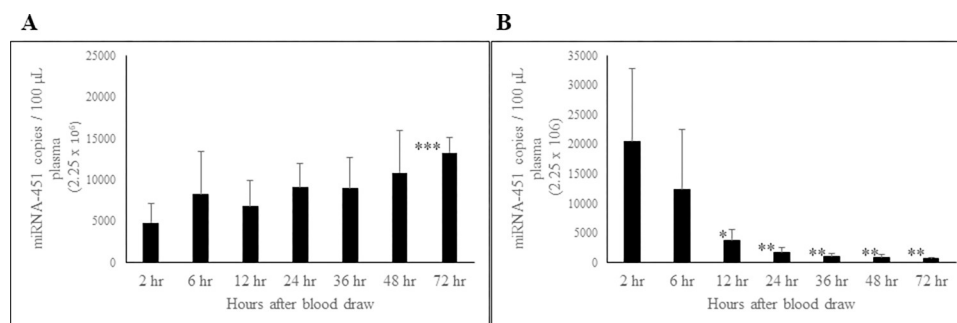 A
miRNA-451 copies / 100 µL
plasma
(2.25 x 10⁶)
25000
20000
15000
10000
5000
0
***
2 hr 6 hr 12 hr 24 hr 36 hr 48 hr 72 hr
Hours after blood draw
B
miRNA-451 copies / 100 µL
plasma
(2.25 x 106)
35000
30000
25000
20000
15000
10000
5000
0
* ** ** ** **
2 hr 6 hr 12 hr 24 hr 36 hr 48 hr 72 hr
Hours after blood draw